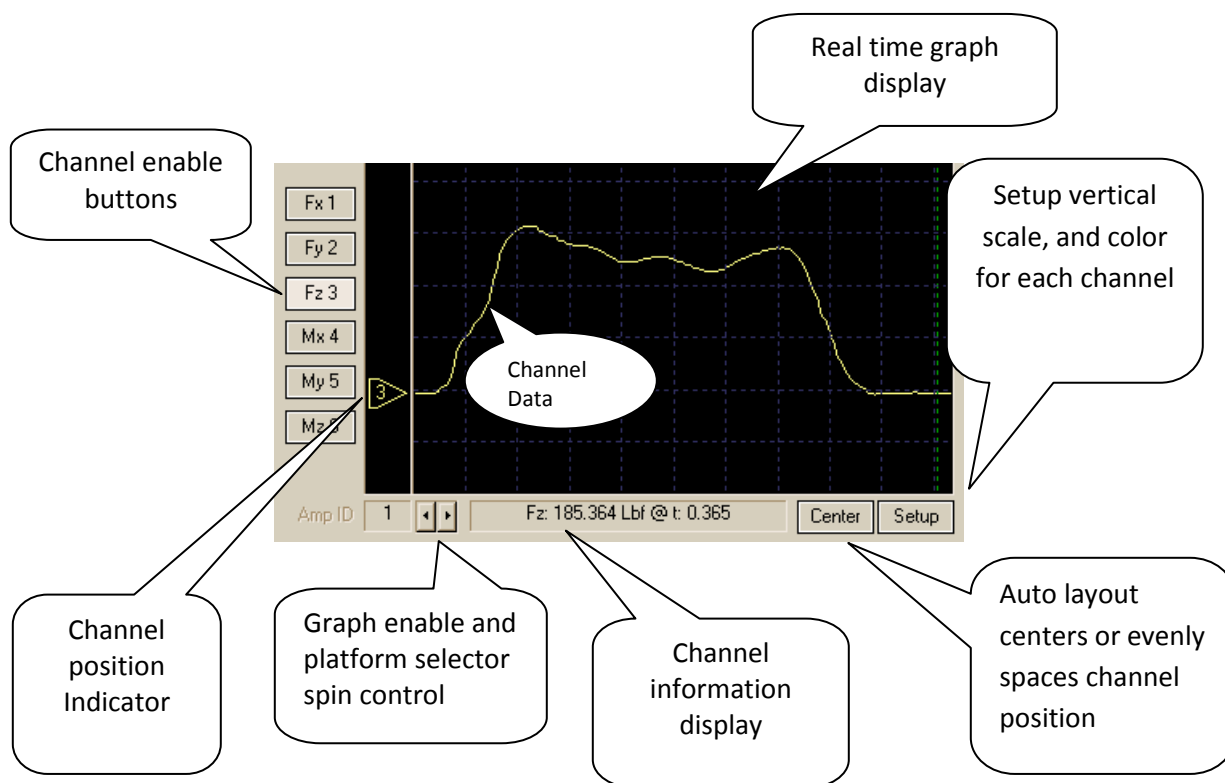 Real time graph
display
Channel enable
buttons
Setup vertical
scale, and color
for each channel
Fx 1
Fy 2
Fz 3
Mx 4
My 5
Mz
3
Channel
Data
Amp ID
1
Fz: 185.364 Lbf @ t: 0.365
Center
Setup
Channel
position
Indicator
Graph enable and
platform selector
spin control
Channel
information
display
Auto layout
centers or evenly
spaces channel
position